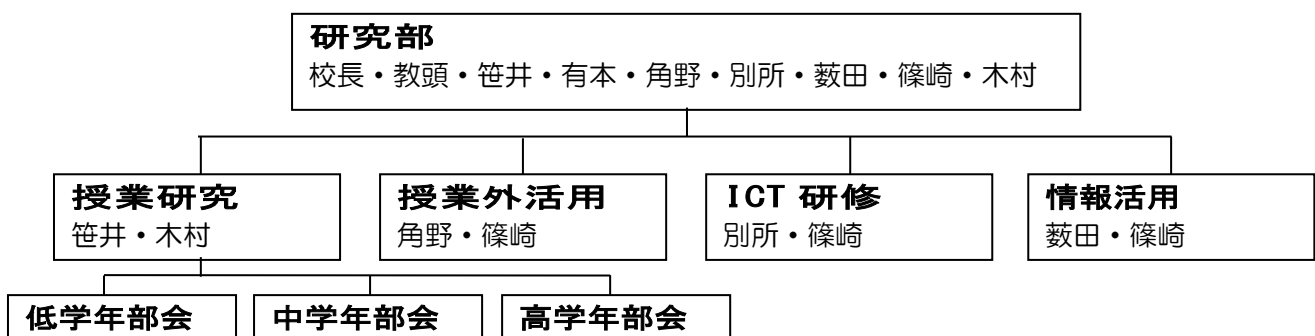 研究部
校長・教頭・笹井・有本・角野・別所・薮田・篠崎・木村
授業研究
笹井・木村
授業外活用
角野・篠崎
ICT 研修
別所・篠崎
情報活用
薮田・篠崎
低学年部会
中学年部会
高学年部会